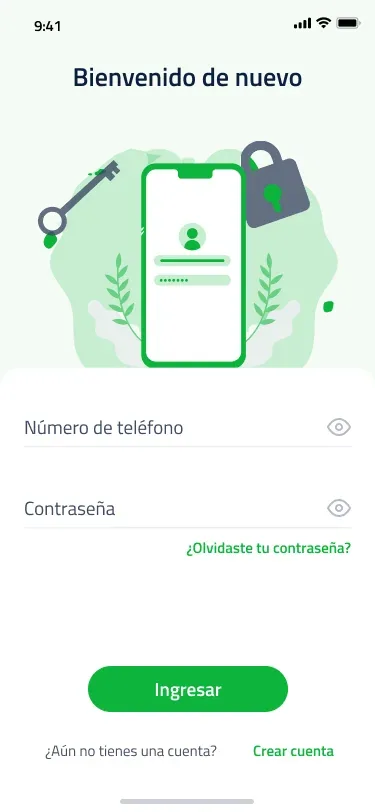 9:41
Bienvenido de nuevo
Número de teléfono
Contraseña
¿Olvidaste tu contraseña?
Ingresar
¿Aún no tienes una cuenta? Crear cuenta